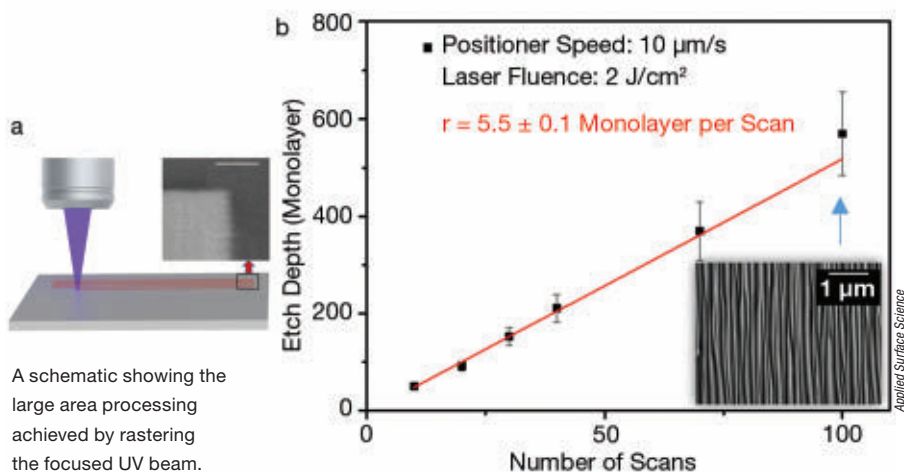 a
A schematic showing the
large area processing
achieved by rastering
the focused UV beam.
b
Etch Depth (Monolayer)
800
600
400
200
0
Positioner Speed: 10 µm/s
Laser Fluence: 2 J/cm²
r = 5.5 ± 0.1 Monolayer per Scan
1 µm
0
50
100
Number of Scans
Applied Surface Science